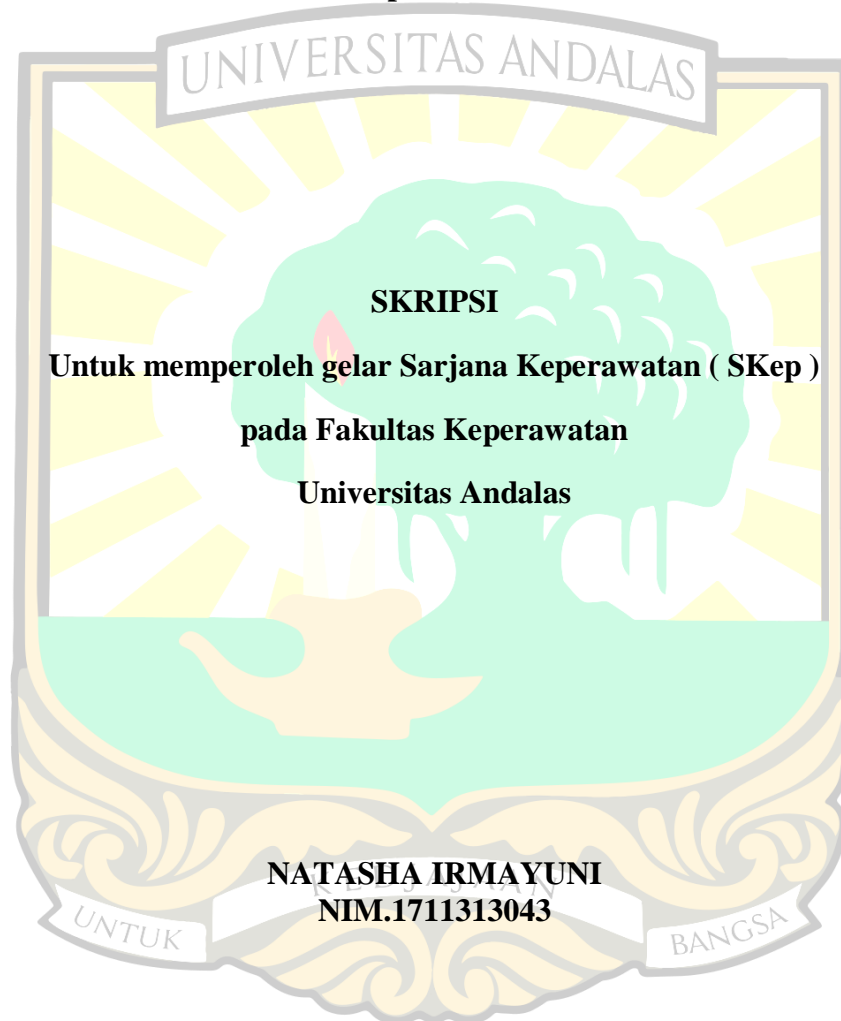 UNIVERSITAS ANDALAS
SKRIPSI
Untuk memperoleh gelar Sarjana Keperawatan ( SKep )
pada Fakultas Keperawatan
Universitas Andalas
NATASHA IRMAYUNI
KEDJAJAAN
NIM.1711313043
UNTUK
BANGSA